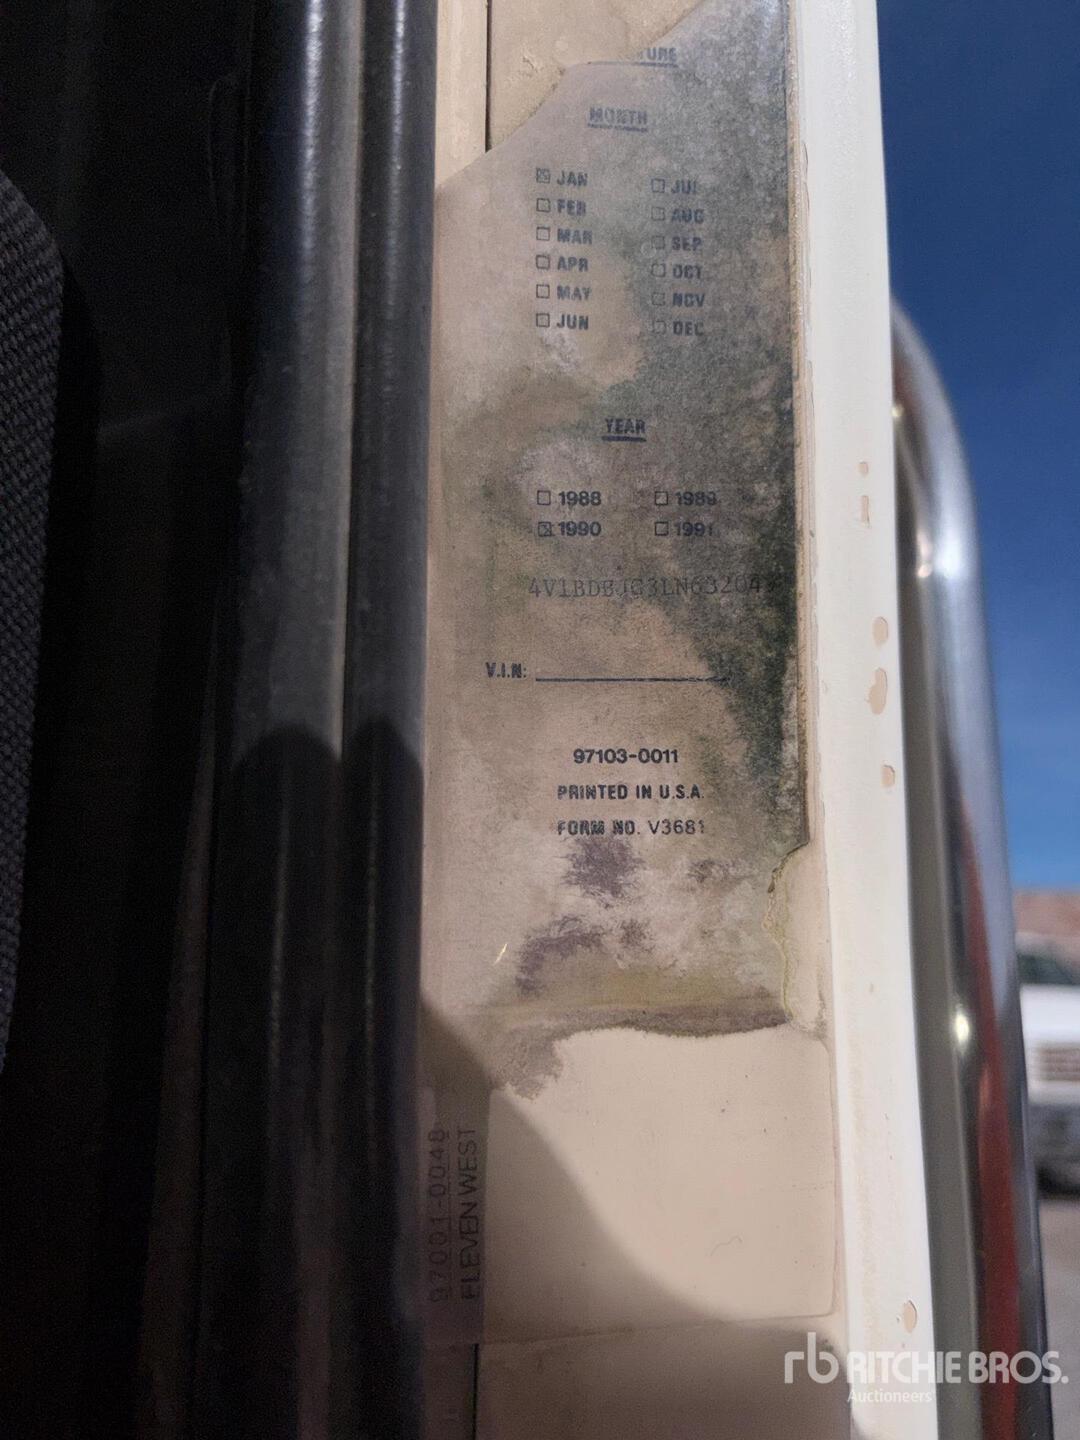 MONTH
☒ JAN ☐ JUL
☐ FEB ☐ AUG
☐ MAR ☐ SEP
☐ APR ☐ OCT
☐ MAY ☐ NOV
☐ JUN ☐ DEC
YEAR
☐ 1988 ☐ 1989
☒ 1990 ☐ 1991
V.I.N:
97103-0011
PRINTED IN U.S.A.
FORM NO. V3681
97001-0048
ELEVEN WEST
rb RITCHIE BROS.
Auctioneers